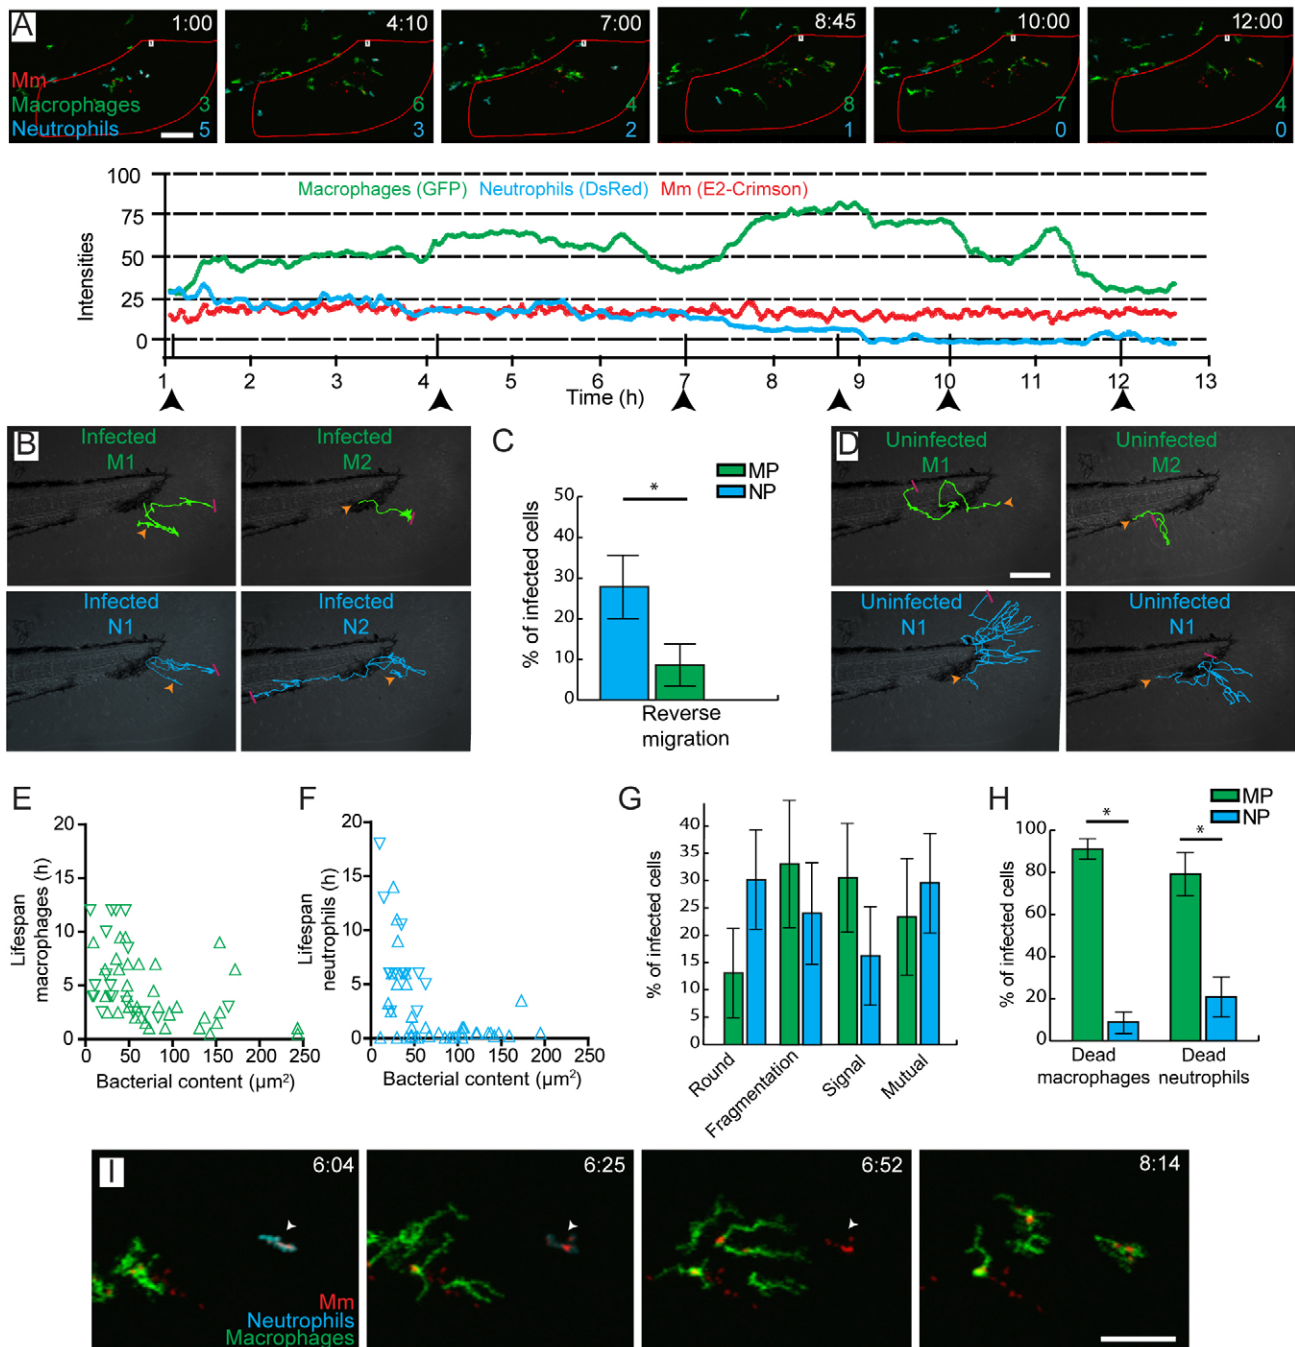 A
1:00
4:10
7:00
8:45
10:00
12:00
Mm
Macrophages
Neutrophils
3
5
6
3
4
2
8
1
7
0
4
0
Macrophages (GFP) Neutrophils (DsRed) Mm (E2-Crimson)
Intensities
100
75
50
25
0
1 2 3 4 5 6 7 8 9 10 11 12 13
Time (h)
B
Infected
M1
Infected
M2
Infected
N1
Infected
N2
C
MP
NP
*
% of infected cells
50
40
30
20
10
0
Reverse
migration
D
Uninfected
M1
Uninfected
M2
Uninfected
N1
Uninfected
N2
E
Lifespan
macrophages (h)
20
15
10
5
0
0 50 100 150 200 250
Bacterial content (µm²)
F
Lifespan
neutrophils (h)
20
15
10
5
0
0 50 100 150 200 250
Bacterial content (µm²)
G
% of infected cells
40
35
30
25
20
15
10
5
0
Round
Fragmentation
Signal
Mutual
H
MP
NP
*
*
% of infected cells
100
80
60
40
20
0
Dead
macrophages
Dead
neutrophils
I
6:04
6:25
6:52
8:14
Mm
Neutrophils
Macrophages